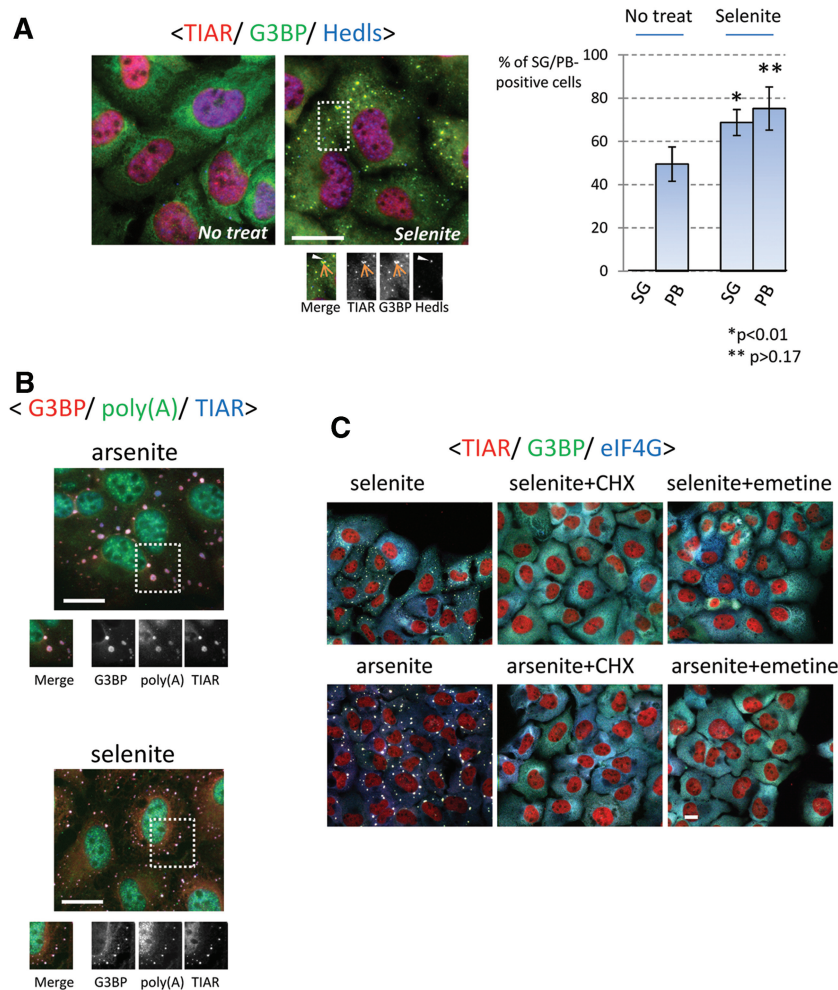 A
<TIAR/ G3BP/ Hedls>
No treat
Selenite
Merge TIAR G3BP Hedls
No treat Selenite
% of SG/PB-
positive cells
100
80
60
40
20
0
* **
SG PB SG PB
*p<0.01
** p>0.17
B
< G3BP/ poly(A)/ TIAR>
arsenite
Merge G3BP poly(A) TIAR
selenite
Merge G3BP poly(A) TIAR
C
<TIAR/ G3BP/ eIF4G>
selenite selenite+CHX selenite+emetine
arsenite arsenite+CHX arsenite+emetine